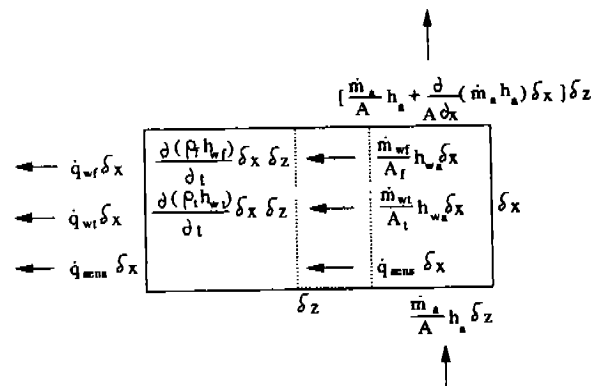 [ṁₐ/A hₐ + ∂/A∂x (ṁₐ hₐ) δx ] δz
q̇wf δx
∂(ρf hwf)/∂t δx δz
ṁwf/Af hwa δx
q̇wt δx
∂(ρt hwt)/∂t δx δz
ṁwt/At hwa δx
δx
q̇sens δx
q̇sens δx
δz
ṁₐ/A hₐ δz